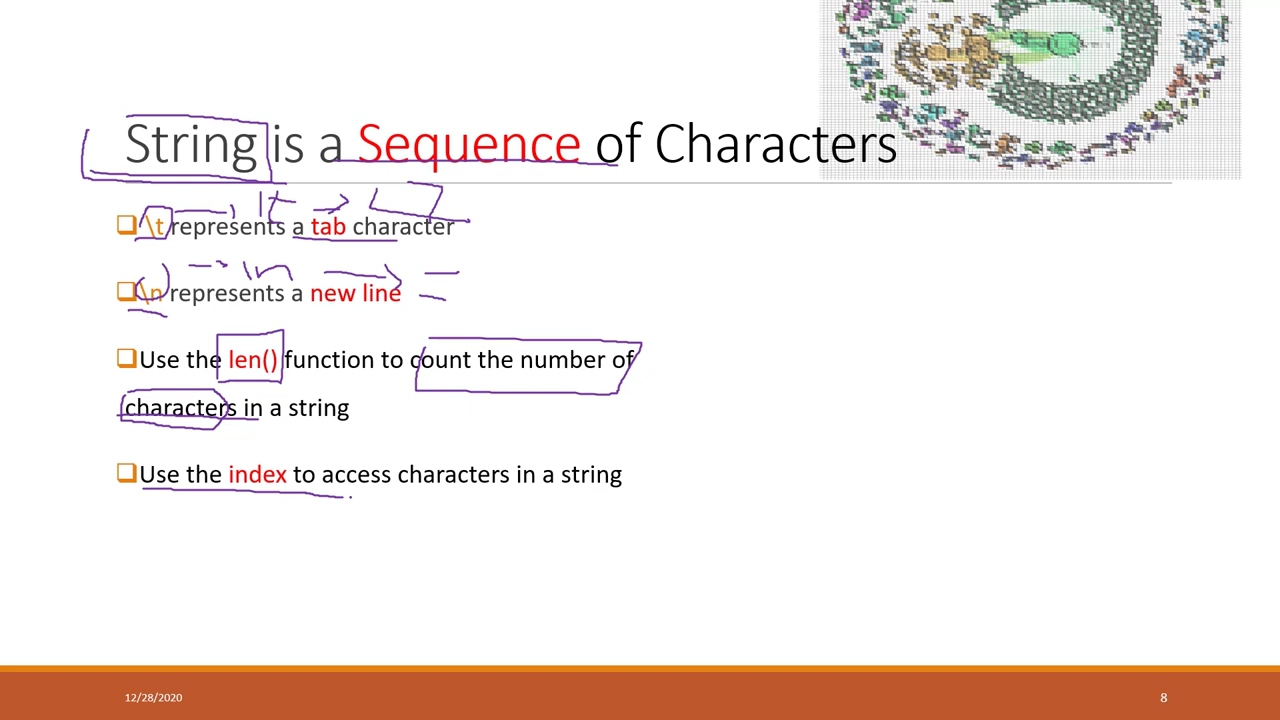 String is a Sequence of Characters
\t → \t →
\t represents a tab character
→ \n →
\n represents a new line
Use the len() function to count the number of
characters in a string
Use the index to access characters in a string
12/28/2020
8